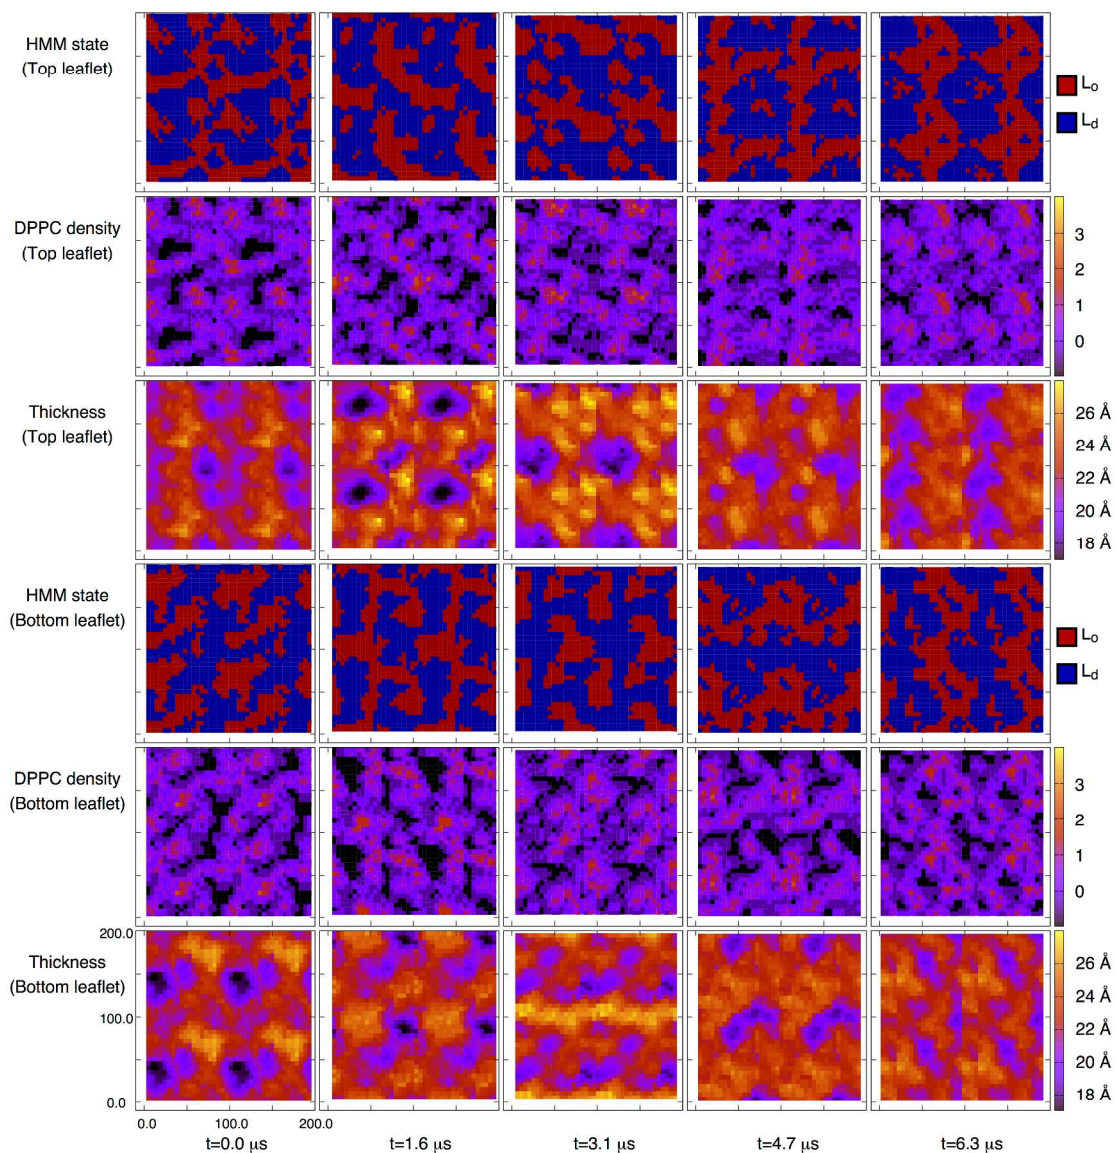 HMM state
(Top leaflet)
Lo
Ld
DPPC density
(Top leaflet)
3
2
1
0
Thickness
(Top leaflet)
26 Å
24 Å
22 Å
20 Å
18 Å
HMM state
(Bottom leaflet)
Lo
Ld
DPPC density
(Bottom leaflet)
3
2
1
0
Thickness
(Bottom leaflet)
200.0
100.0
0.0
26 Å
24 Å
22 Å
20 Å
18 Å
0.0 100.0 200.0
t=0.0 μs t=1.6 μs t=3.1 μs t=4.7 μs t=6.3 μs